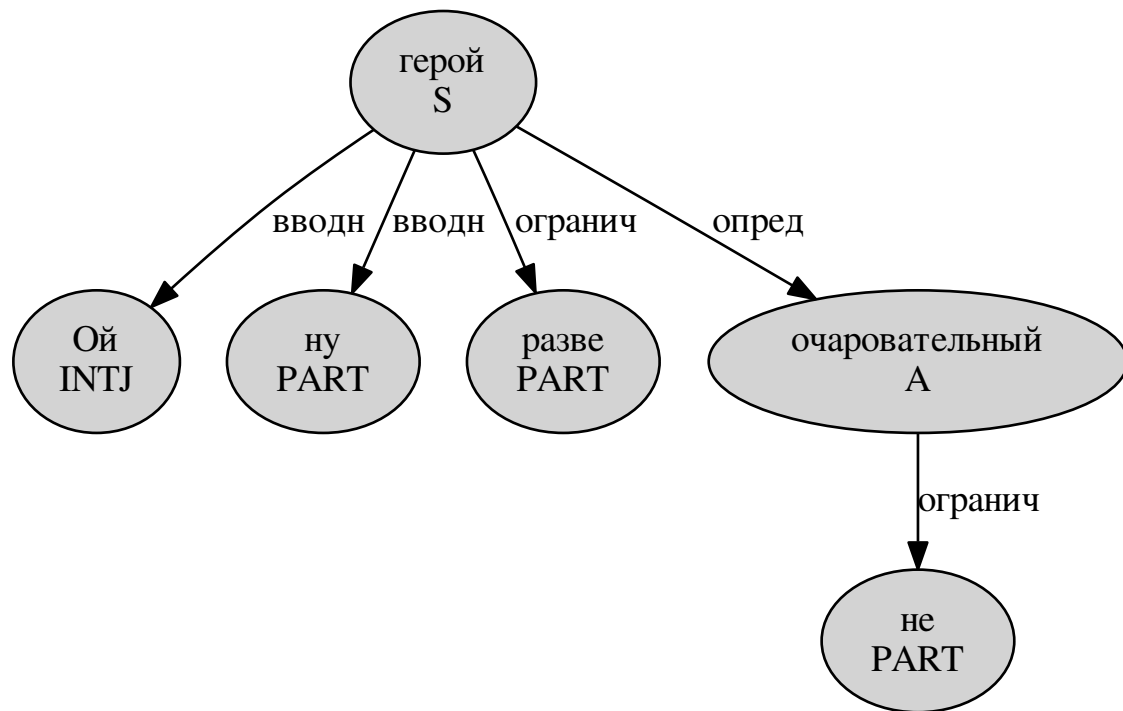 герой
S
вводн вводн огранич опред
Ой
INTJ
ну
PART
разве
PART
очаровательный
A
огранич
не
PART